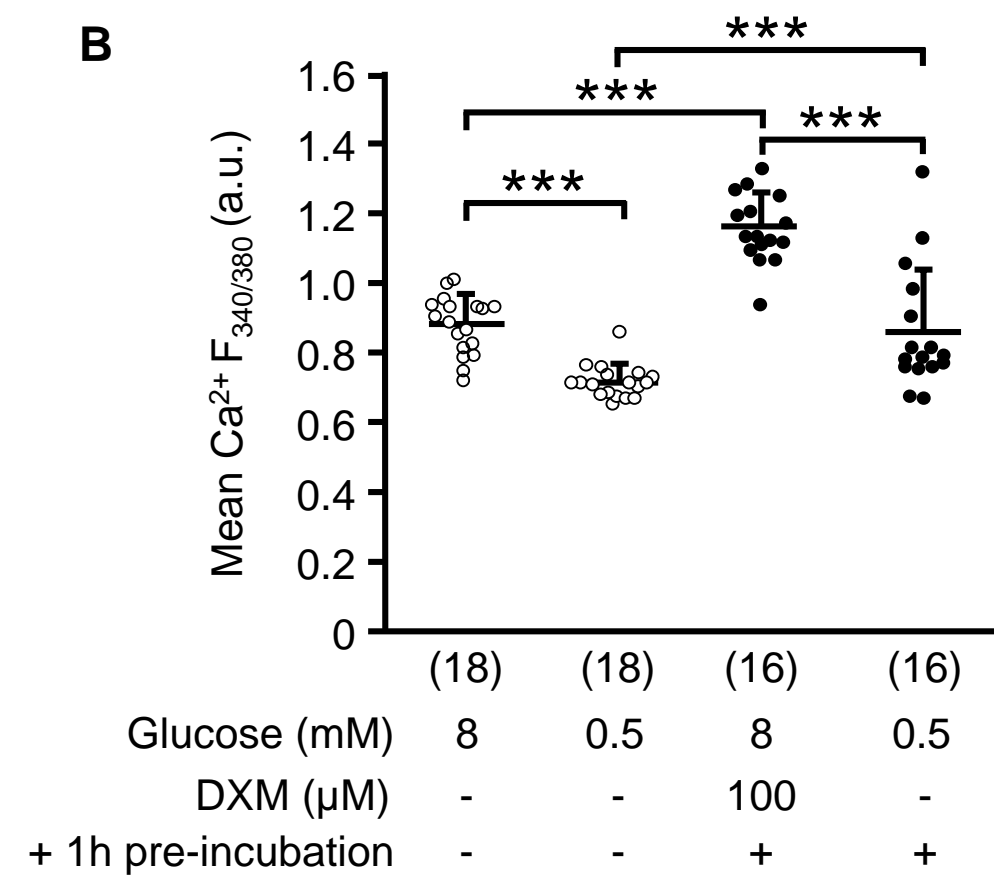 B
***
***
***
***
1.6
1.4
1.2
1.0
0.8
0.6
0.4
0.2
0
Mean Ca2+ F340/380 (a.u.)
(18) (18) (16) (16)
Glucose (mM) 8 0.5 8 0.5
DXM (µM) - - 100 -
+ 1h pre-incubation - - + +